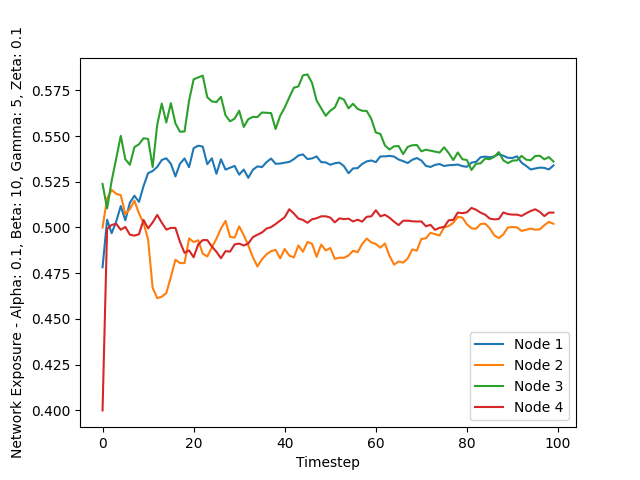 Network Exposure - Alpha: 0.1, Beta: 10, Gamma: 5, Zeta: 0.1
0.575
0.550
0.525
0.500
0.475
0.450
0.425
0.400
Node 1
Node 2
Node 3
Node 4
0 20 40 60 80 100
Timestep